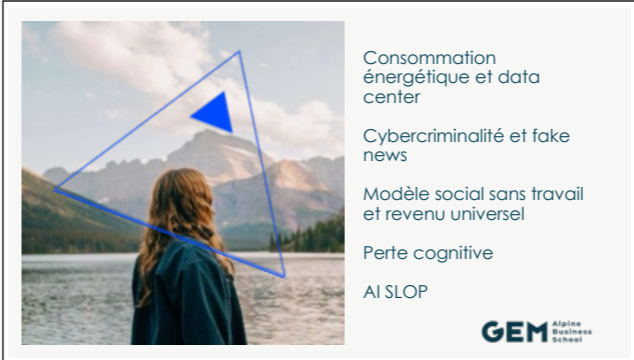 Consommation
énergétique et data
center
Cybercriminalité et fake
news
Modèle social sans travail
et revenu universel
Perte cognitive
AI SLOP
GEM Alpine
Business
School